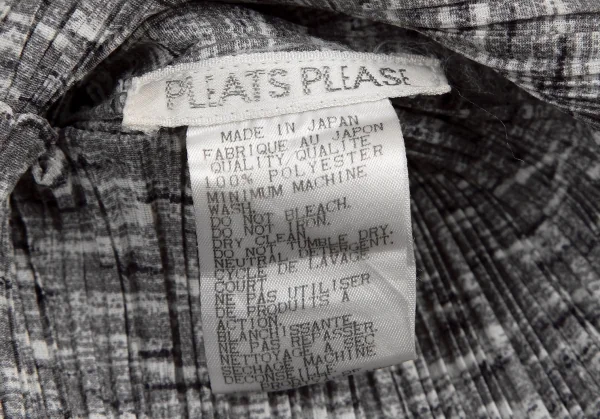 PLEATS PLEASE
MADE IN JAPAN
FABRIQUE AU JAPON
QUALITY QUALITE
100% POLYESTER
MINIMUM MACHINE
WASH.
DO NOT BLEACH.
DO NOT IRON.
DRY CLEAN
DRY.
NEUTRAL DETERGENT.
CYCLE DE LAVAGE
COURT
NE PAS UTILISER
DE PRODUITS A
ACTION
BLANCHISSANTE
NE PAS REPASSER.
NETTOYAGE A SEC
SECHAGE MACHINE